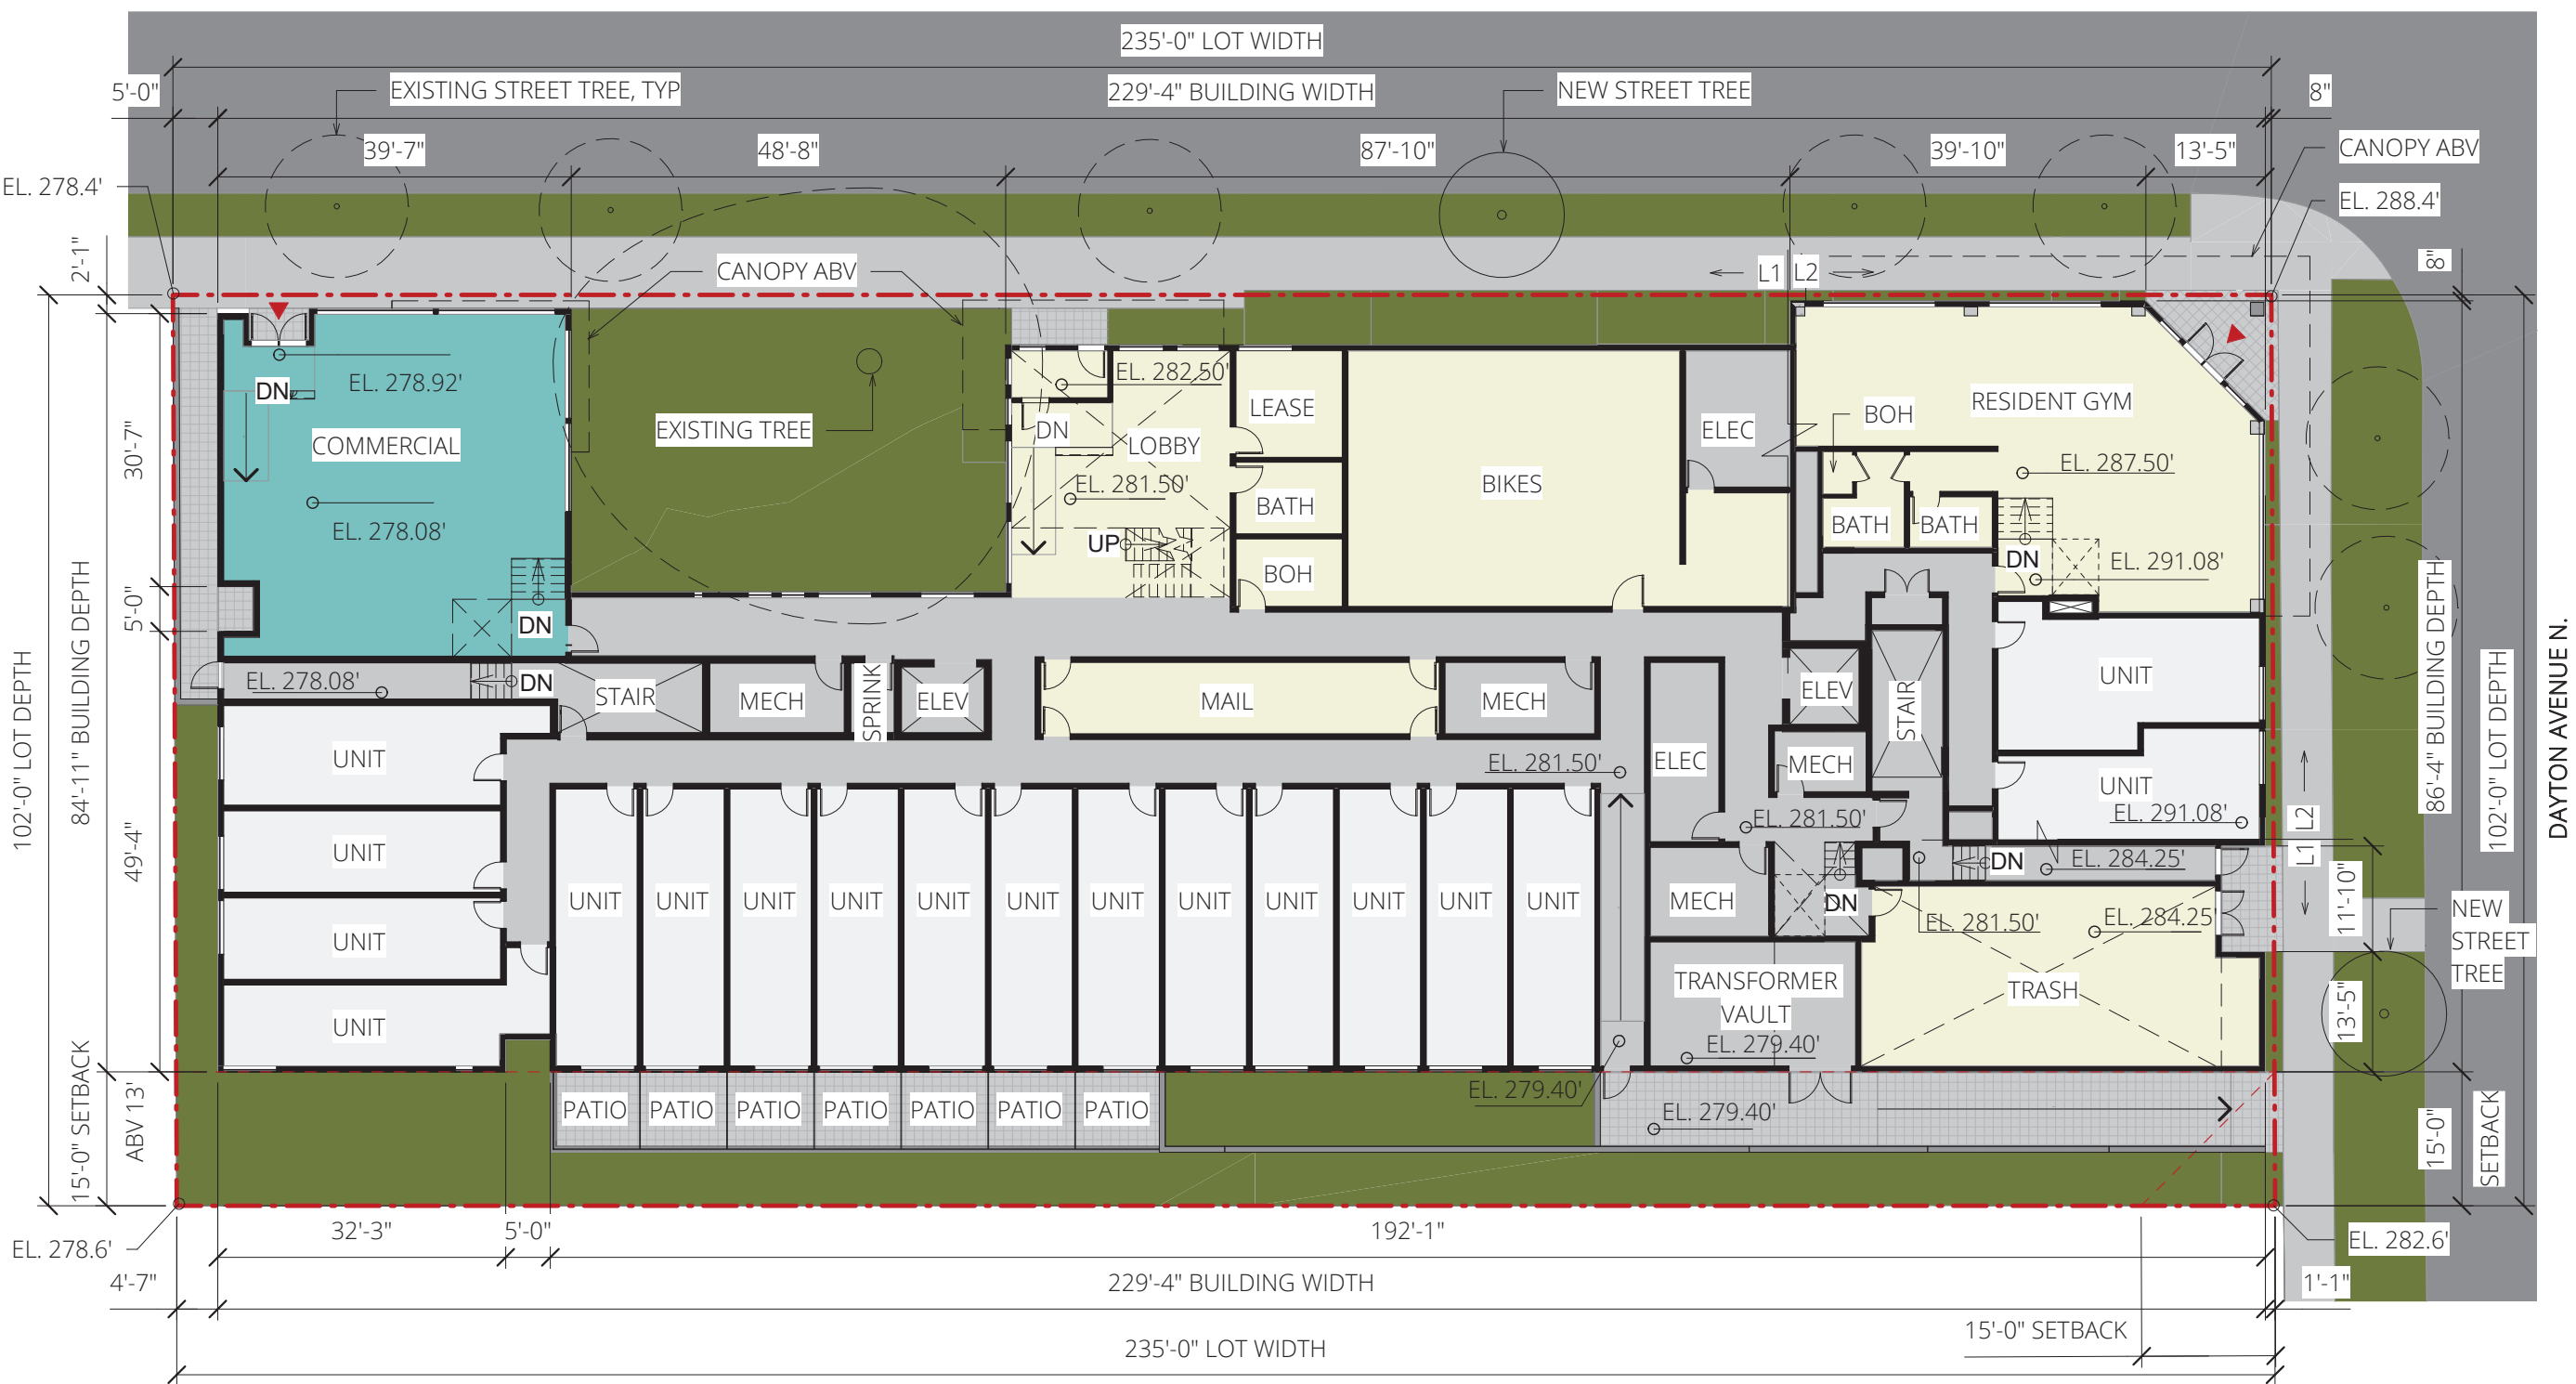 235'-0" LOT WIDTH
5'-0"
EXISTING STREET TREE, TYP
229'-4" BUILDING WIDTH
NEW STREET TREE
8"
39'-7"
48'-8"
87'-10"
39'-10"
13'-5"
CANOPY ABV
EL. 278.4'
EL. 288.4'
2'-1"
CANOPY ABV
L1
L2
8"
DN
EL. 278.92'
EL. 282.50'
LEASE
BOH
RESIDENT GYM
COMMERCIAL
EXISTING TREE
DN
LOBBY
ELEC
30'-7"
EL. 287.50'
EL. 281.50'
BIKES
EL. 278.08'
BATH
BATH
BATH
UP
BOH
DN
EL. 291.08'
5'-0"
DN
DAYTON AVENUE N.
102'-0" LOT DEPTH
84'-11" BUILDING DEPTH
86'-4" BUILDING DEPTH
102'-0" LOT DEPTH
EL. 278.08'
DN
STAIR
MECH
SPRINK
ELEV
MAIL
MECH
ELEV
STAIR
UNIT
UNIT
EL. 281.50'
ELEC
MECH
UNIT
EL. 291.08'
L2
L1
49'-4"
UNIT
EL. 281.50'
DN
EL. 284.25'
11'-10"
UNIT
UNIT
UNIT
UNIT
UNIT
UNIT
UNIT
UNIT
UNIT
UNIT
UNIT
UNIT
UNIT
MECH
DN
EL. 281.50'
EL. 284.25'
NEW
STREET
TREE
UNIT
TRANSFORMER
VAULT
TRASH
13'-5"
EL. 279.40'
15'-0" SETBACK
ABV 13'
PATIO
PATIO
PATIO
PATIO
PATIO
PATIO
PATIO
EL. 279.40'
EL. 279.40'
15'-0"
SETBACK
EL. 278.6'
32'-3"
5'-0"
192'-1"
EL. 282.6'
4'-7"
229'-4" BUILDING WIDTH
1'-1"
235'-0" LOT WIDTH
15'-0" SETBACK